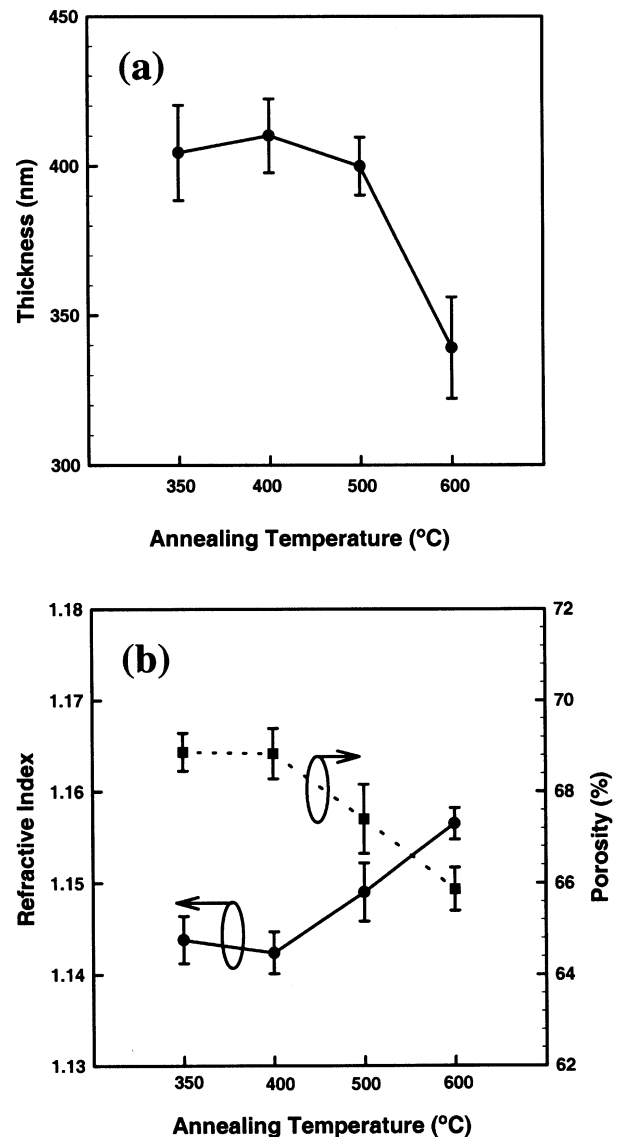 (a)
450
400
350
300
Thickness (nm)
350 400 500 600
Annealing Temperature (°C)
(b)
1.18
1.17
1.16
1.15
1.14
1.13
Refractive Index
72
70
68
66
64
62
Porosity (%)
350 400 500 600
Annealing Temperature (°C)